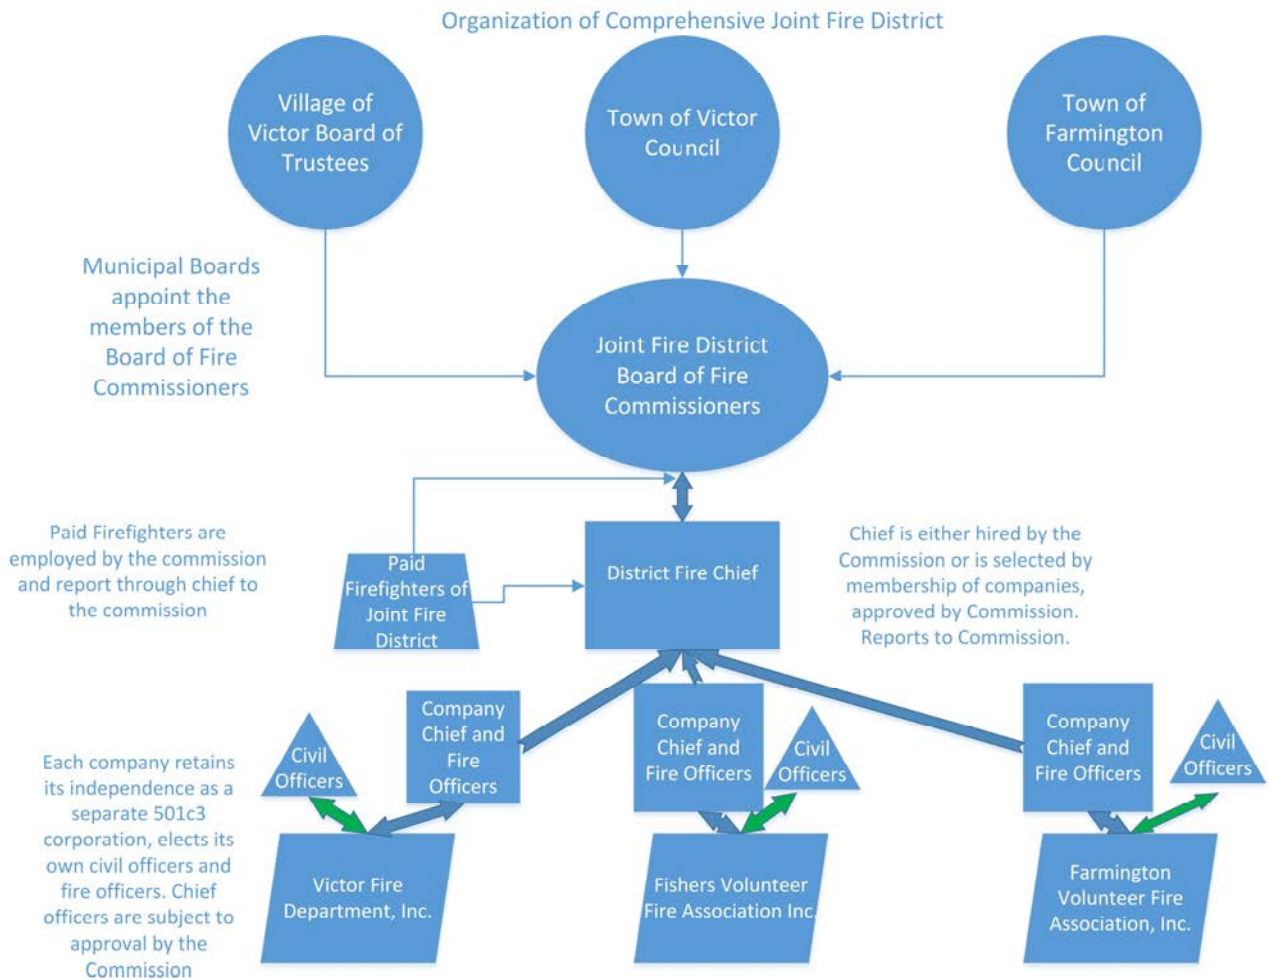 Organization of Comprehensive Joint Fire District
Village of
Victor Board of
Trustees
Town of Victor
Council
Town of
Farmington
Council
Municipal Boards
appoint the
members of the
Board of Fire
Commissioners
Joint Fire District
Board of Fire
Commissioners
Paid Firefighters are
employed by the commission
and report through chief to
the commission
Paid
Firefighters of
Joint Fire
District
District Fire Chief
Chief is either hired by the
Commission or is selected by
membership of companies,
approved by Commission.
Reports to Commission.
Each company retains
its independence as a
separate 501c3
corporation, elects its
own civil officers and
fire officers. Chief
officers are subject to
approval by the
Commission
Civil
Officers
Company
Chief and
Fire
Officers
Company
Chief and
Fire Officers
Civil
Officers
Company
Chief and
Fire Officers
Civil
Officers
Victor Fire
Department, Inc.
Fishers Volunteer
Fire Association Inc.
Farmington
Volunteer Fire
Association, Inc.